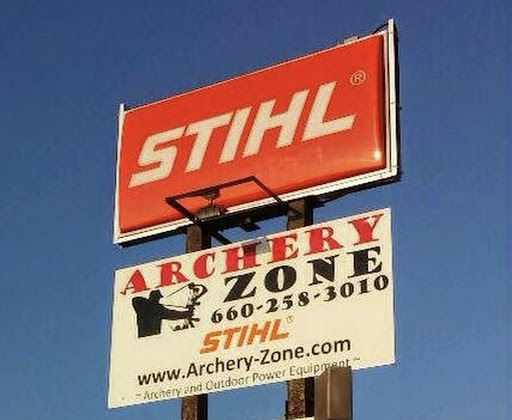 STIHL®
ARCHERY
ZONE
660-258-3010
STIHL®
www.Archery-Zone.com
~ Archery and Outdoor Power Equipment ~